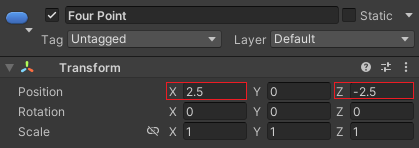 Four Point Static
Tag Untagged Layer Default
Transform
Position X 2.5 Y 0 Z -2.5
Rotation X 0 Y 0 Z 0
Scale X 1 Y 1 Z 1